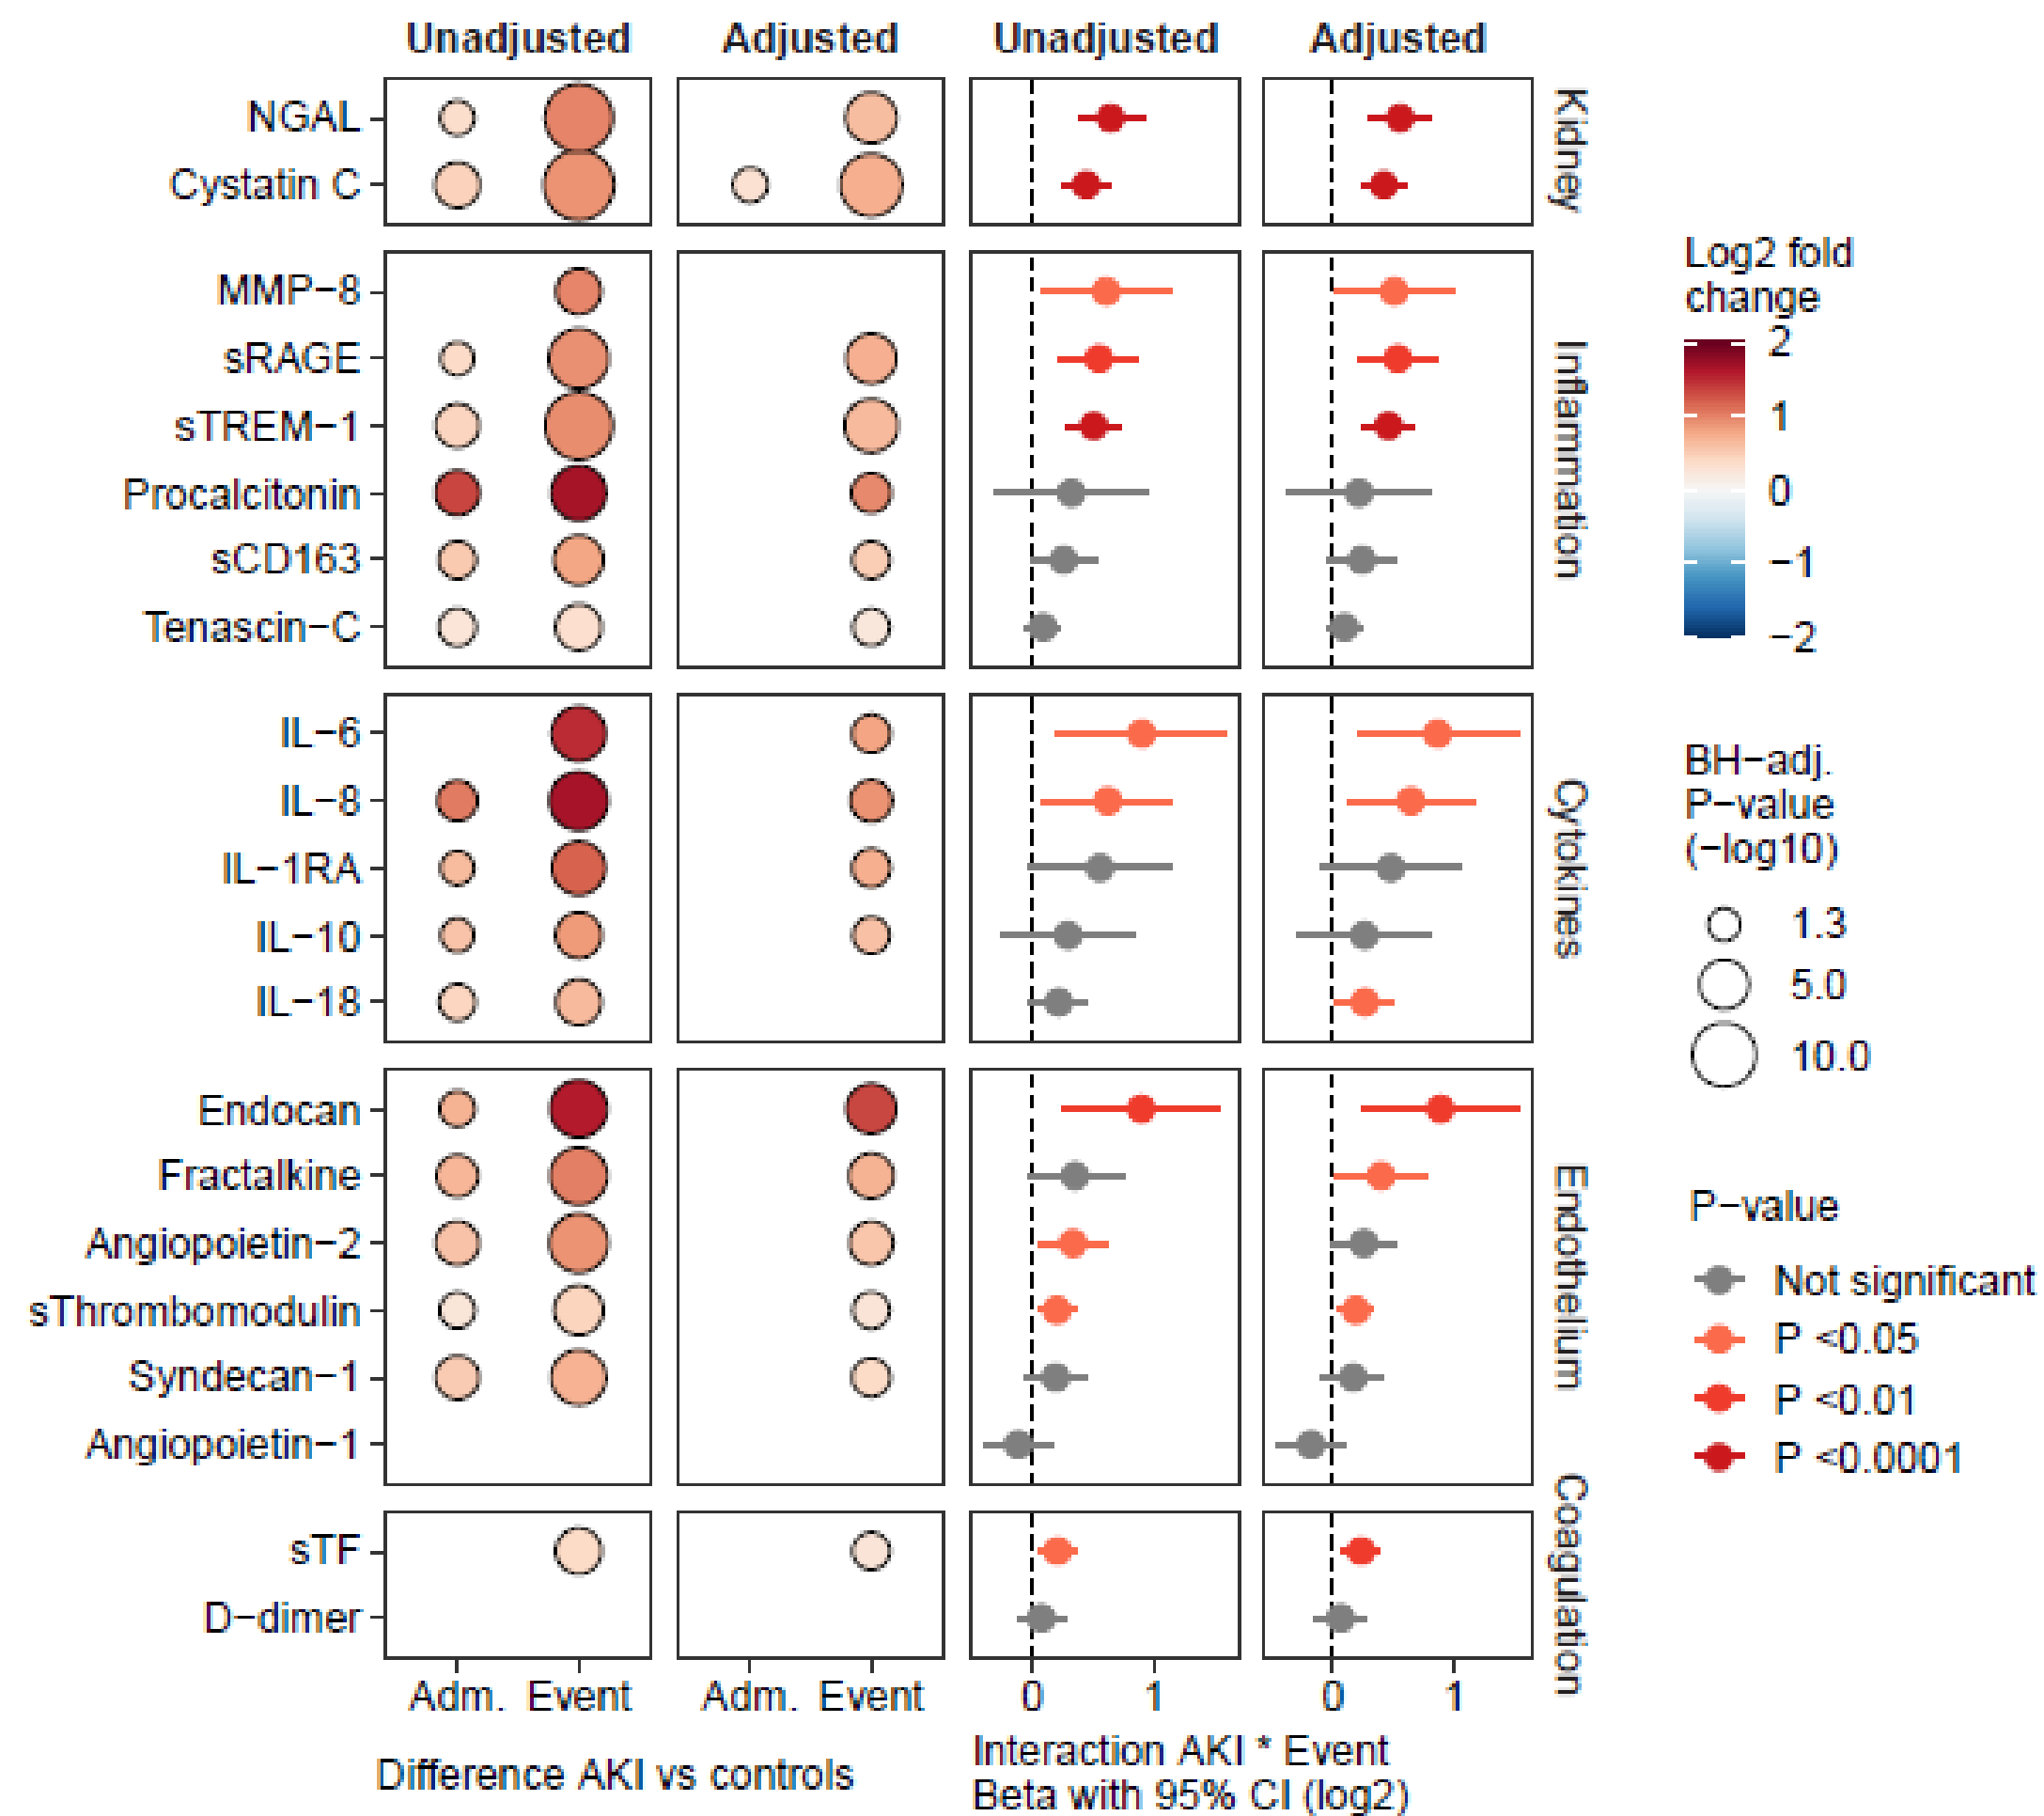 Unadjusted Adjusted Unadjusted Adjusted
NGAL
Cystatin C
Kidney
MMP−8
sRAGE
sTREM−1
Procalcitonin
sCD163
Tenascin−C
Inflammation
IL−6
IL−8
IL−1RA
IL−10
IL−18
Cytokines
Endocan
Fractalkine
Angiopoietin−2
sThrombomodulin
Syndecan−1
Angiopoietin−1
Endothelium
sTF
D−dimer
Coagulation
Adm. Event Adm. Event 0 1 0 1
Difference AKI vs controls
Interaction AKI * Event
Beta with 95% CI (log2)
Log2 fold
change
2
1
0
−1
−2
BH−adj.
P−value
(−log10)
1.3
5.0
10.0
P−value
Not significant
P <0.05
P <0.01
P <0.0001